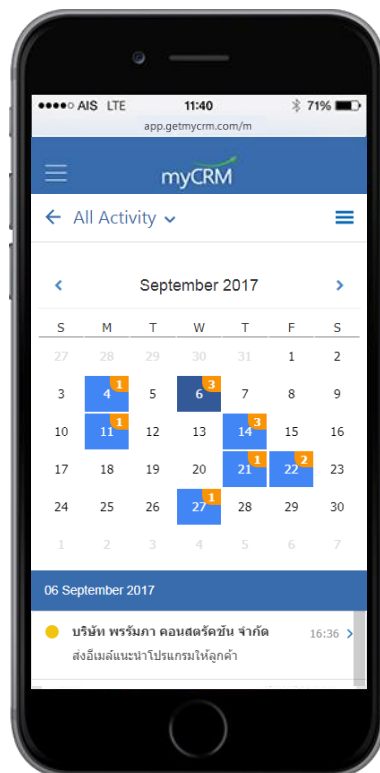 AIS LTE 11:40 71%
app.getmycrm.com/m
myCRM
All Activity
September 2017
S M T W T F S
27 28 29 30 31 1 2
3 4 1 5 6 3 7 8 9
10 11 1 12 13 14 3 15 16
17 18 19 20 21 1 22 2 23
24 25 26 27 1 28 29 30
1 2 3 4 5 6 7
06 September 2017
บริษัท พรรัมภา คอนสตรัคชั่น จำกัด 16:36
ส่งอีเมล์แนะนำโปรแกรมให้ลูกค้า